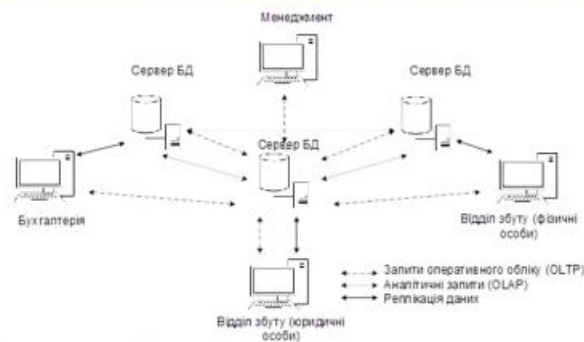 Менеджмент
Сервер БД
Сервер БД
Сервер БД
Бухгалтерія
Відділ збуту (фізичні
особи)
Запити оперативного обліку (OLTP)
Аналітичні запити (OLAP)
Реплікація даних
Відділ збуту (юридичні
особи)